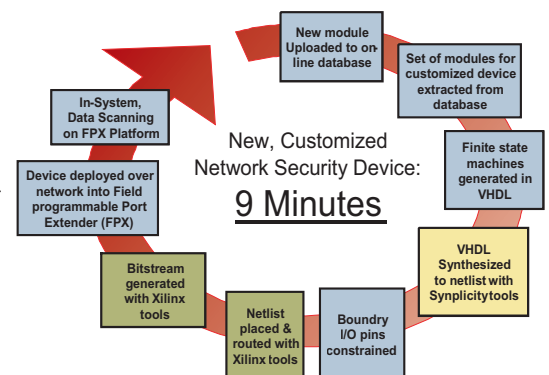 New module
Uploaded to on-
line database
Set of modules for
customized device
extracted from
database
Finite state
machines
generated in
VHDL
VHDL
Synthesized
to netlist with
Synplicitytools
Boundry
I/O pins
constrained
Netlist
placed &
routed with
Xilinx tools
Bitstream
generated
with Xilinx
tools
Device deployed over
network into Field
programmable Port
Extender (FPX)
In-System,
Data Scanning
on FPX Platform
New, Customized
Network Security Device:
9 Minutes